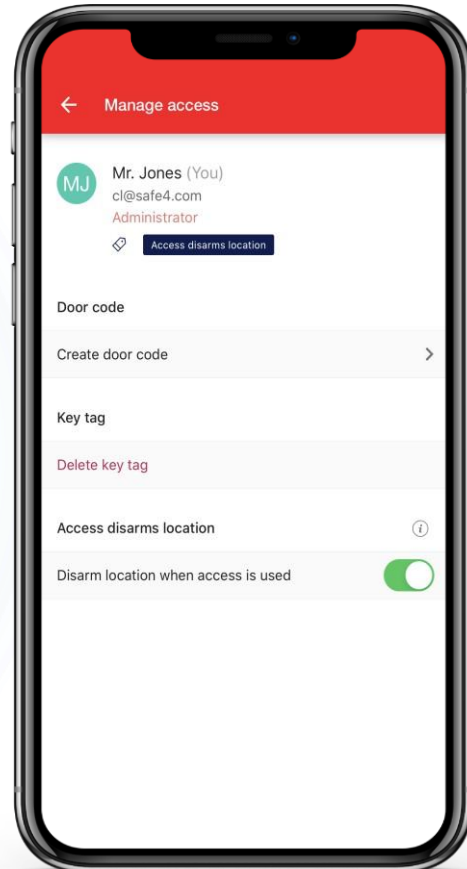 Manage access
MJ
Mr. Jones (You)
cl@safe4.com
Administrator
Access disarms location
Door code
Create door code
Key tag
Delete key tag
Access disarms location
i
Disarm location when access is used